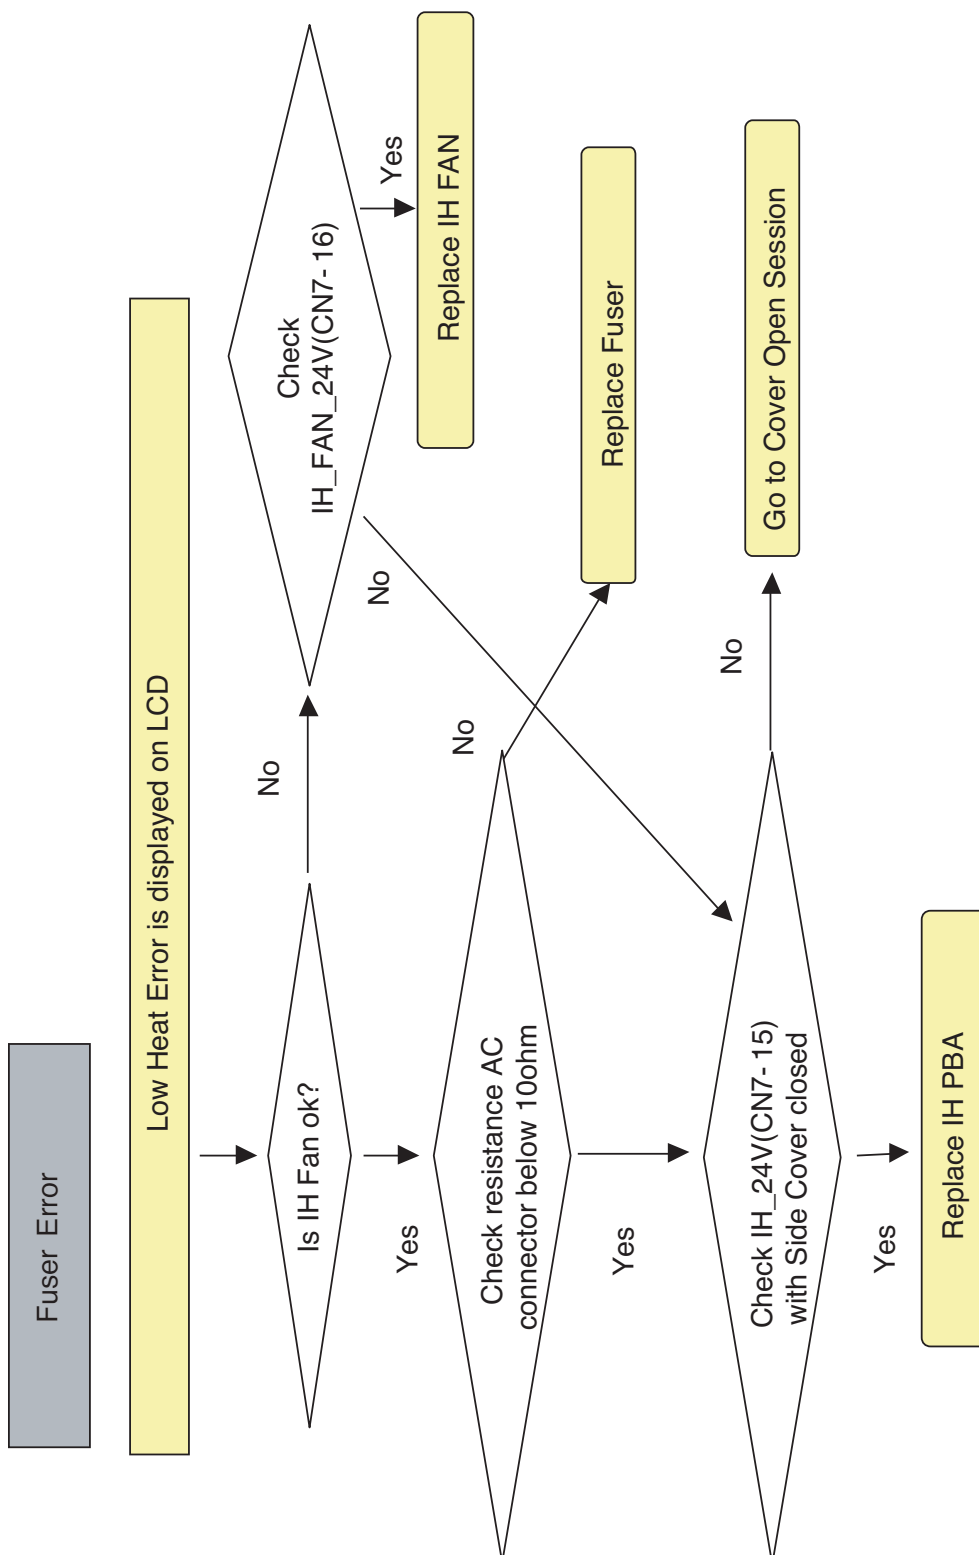 Fuser Error
Low Heat Error is displayed on LCD
Is IH Fan ok?
No
Check
IH_FAN_24V(CN7- 16)
Yes
Replace IH FAN
No
Yes
Check resistance AC
connector below 10ohm
No
Replace Fuser
Yes
Check IH_24V(CN7- 15)
with Side Cover closed
No
Go to Cover Open Session
Yes
Replace IH PBA